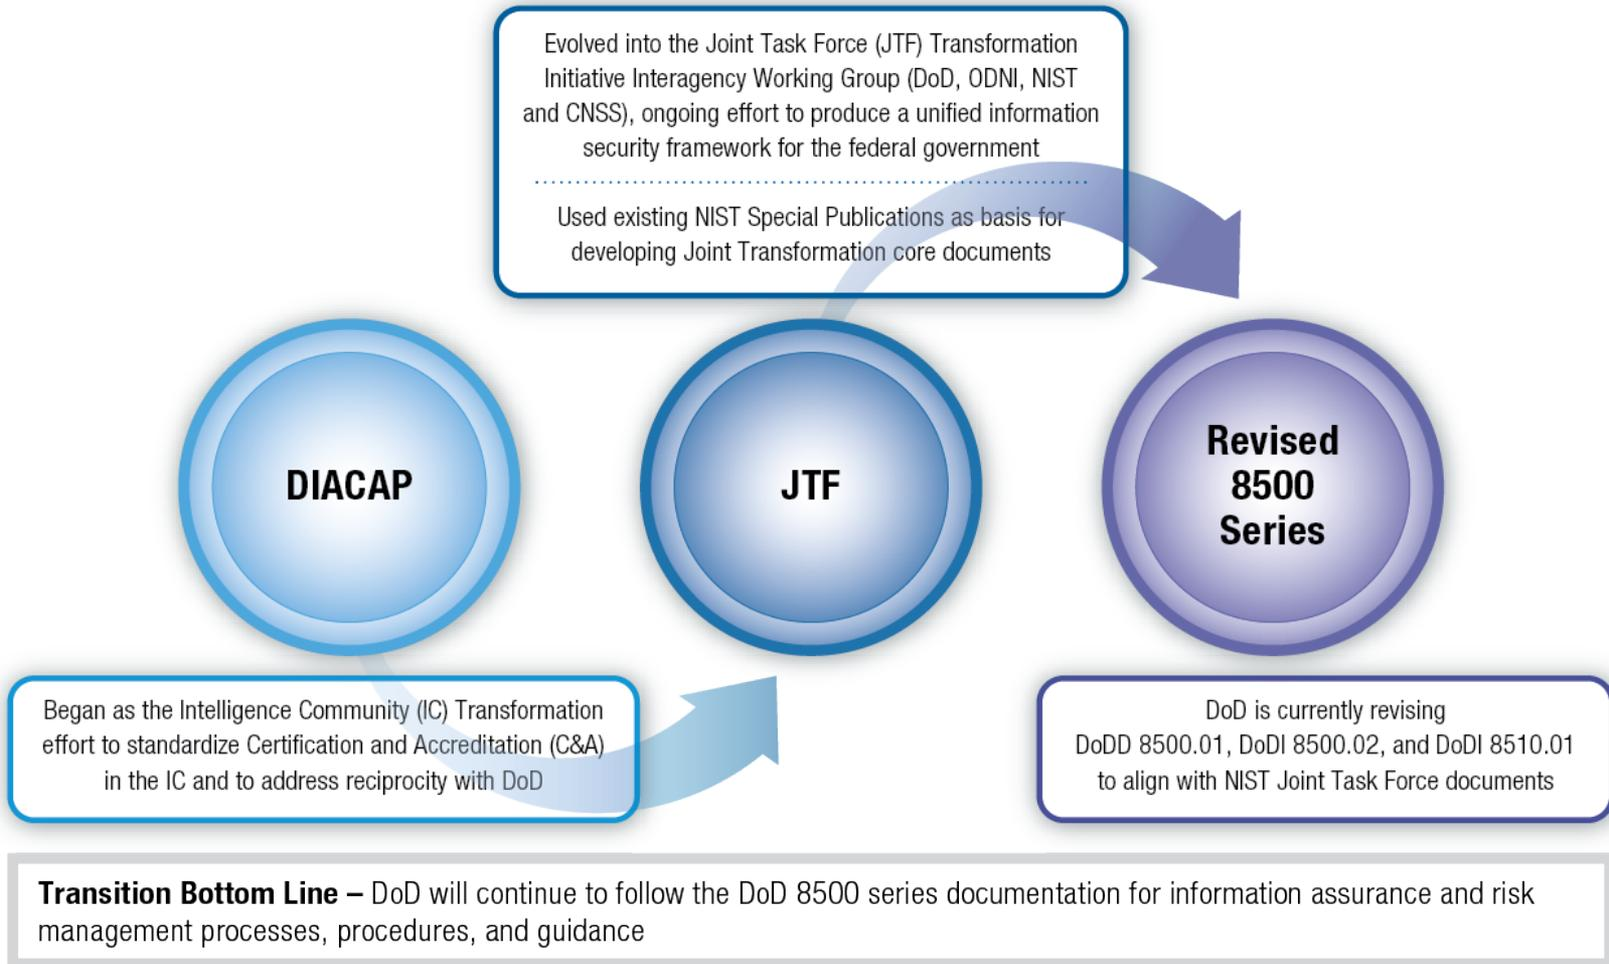 Evolved into the Joint Task Force (JTF) Transformation
Initiative Interagency Working Group (DoD, ODNI, NIST
and CNSS), ongoing effort to produce a unified information
security framework for the federal government
Used existing NIST Special Publications as basis for
developing Joint Transformation core documents
DIACAP
JTF
Revised
8500
Series
Began as the Intelligence Community (IC) Transformation
effort to standardize Certification and Accreditation (C&A)
in the IC and to address reciprocity with DoD
DoD is currently revising
DoDD 8500.01, DoDI 8500.02, and DoDI 8510.01
to align with NIST Joint Task Force documents
Transition Bottom Line – DoD will continue to follow the DoD 8500 series documentation for information assurance and risk
management processes, procedures, and guidance